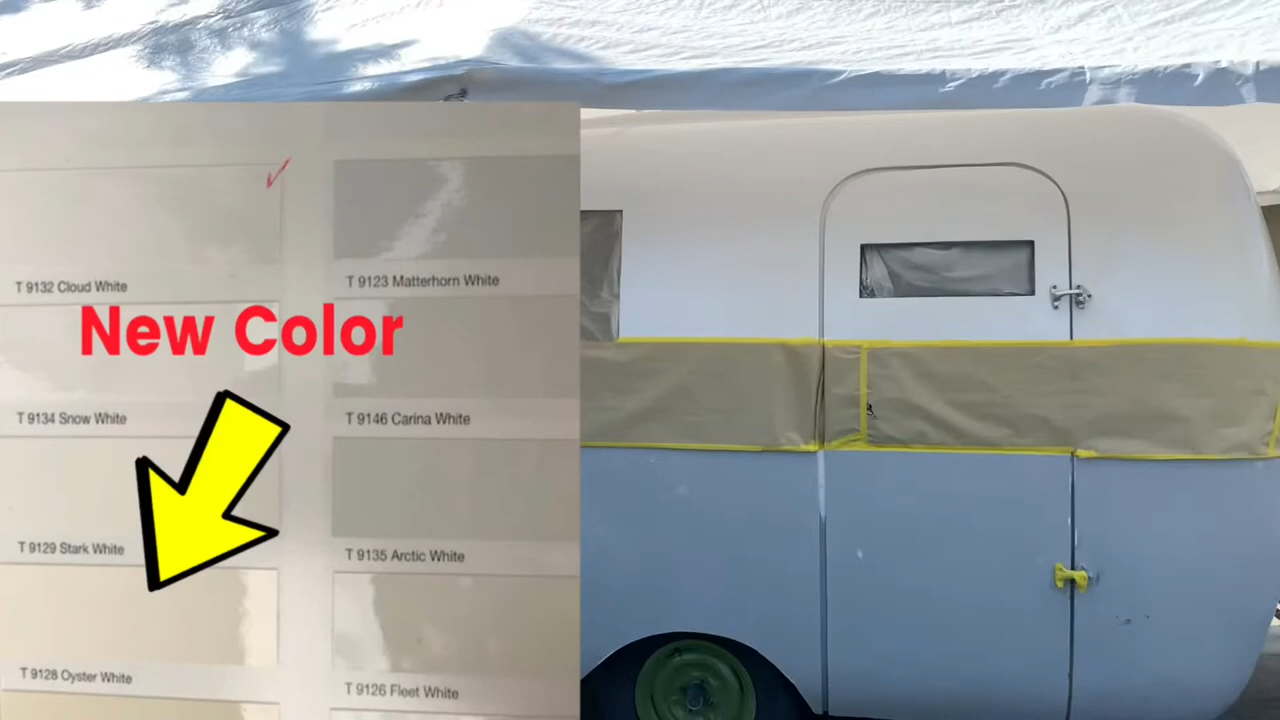 T 9132 Cloud White
T 9123 Matterhorn White
New Color
T 9134 Snow White
T 9146 Carina White
T 9129 Stark White
T 9135 Arctic White
T 9128 Oyster White
T 9126 Fleet White